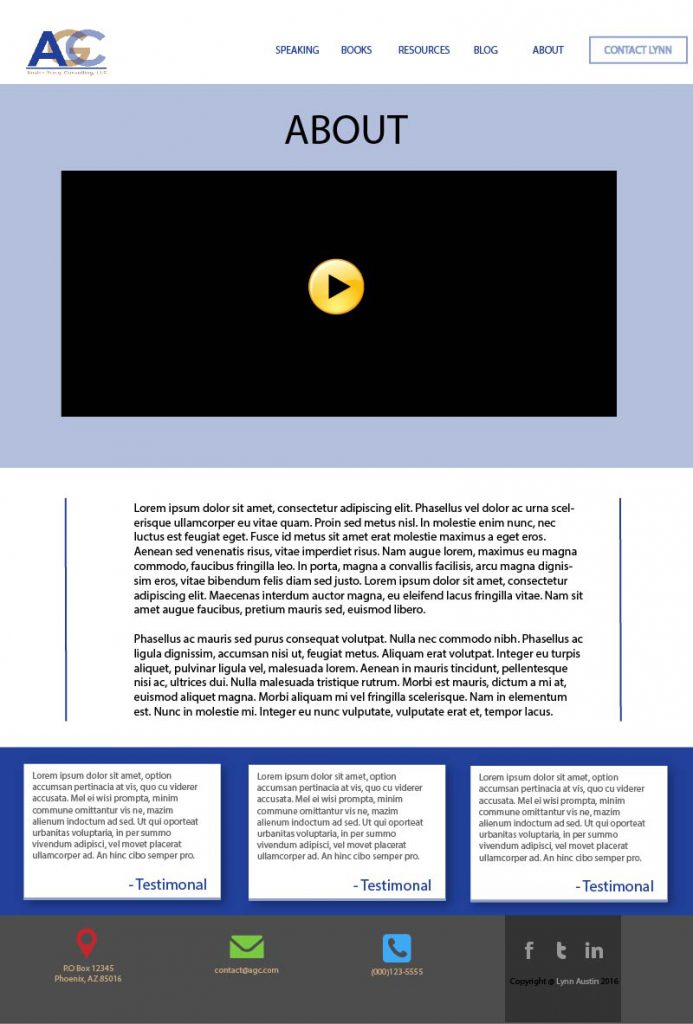 AGC
Consulting, LLC
SPEAKING BOOKS RESOURCES BLOG ABOUT CONTACT LYNN
ABOUT
Lorem ipsum dolor sit amet, consectetur adipiscing elit. Phasellus vel dolor ac urna scel-
erisque ullamcorper eu vitae quam. Proin sed metus nisl. In molestie enim nunc, nec
luctus est feugiat eget. Fusce id metus sit amet erat molestie maximus a eget eros.
Aenean sed venenatis risus, vitae imperdiet risus. Nam augue lorem, maximus eu magna
commodo, faucibus fringilla leo. In porta, magna a convallis facilisis, arcu magna dignis-
sim eros, vitae bibendum felis diam sed justo. Lorem ipsum dolor sit amet, consectetur
adipiscing elit. Maecenas interdum auctor magna, eu eleifend lacus fringilla vitae. Nam sit
amet augue faucibus, pretium mauris sed, euismod libero.
Phasellus ac mauris sed purus consequat volutpat. Nulla nec commodo nibh. Phasellus ac
ligula dignissim, accumsan nisi ut, feugiat metus. Aliquam erat volutpat. Integer eu turpis
aliquet, pulvinar ligula vel, malesuada lorem. Aenean in mauris tincidunt, pellentesque
nisi ac, ultrices dui. Nulla malesuada tristique rutrum. Morbi est mauris, dictum a mi at,
euismod aliquet magna. Morbi aliquam mi vel fringilla scelerisque. Nam in elementum
est. Nunc in molestie mi. Integer eu nunc vulputate, vulputate erat et, tempor lacus.
Lorem ipsum dolor sit amet, option
accumsan pertinacia at vis, quo cu viderer
accusata. Mel ei wisi prompta, minim
commune omittantur vis ne, mazim
alienum indoctum ad sed. Ut qui oporteat
urbanitas voluptaria, in per summo
vivendum adipisci, vel movet placerat
ullamcorper ad. An hinc cibo semper pro.
- Testimonal
Lorem ipsum dolor sit amet, option
accumsan pertinacia at vis, quo cu viderer
accusata. Mel ei wisi prompta, minim
commune omittantur vis ne, mazim
alienum indoctum ad sed. Ut qui oporteat
urbanitas voluptaria, in per summo
vivendum adipisci, vel movet placerat
ullamcorper ad. An hinc cibo semper pro.
- Testimonal
Lorem ipsum dolor sit amet, option
accumsan pertinacia at vis, quo cu viderer
accusata. Mel ei wisi prompta, minim
commune omittantur vis ne, mazim
alienum indoctum ad sed. Ut qui oporteat
urbanitas voluptaria, in per summo
vivendum adipisci, vel movet placerat
ullamcorper ad. An hinc cibo semper pro.
- Testimonal
P.O Box 12345
Phoenix, AZ 85016
contact@agc.com
(000)123-5555
f t in
Copyright @ Lynn Austin 2016